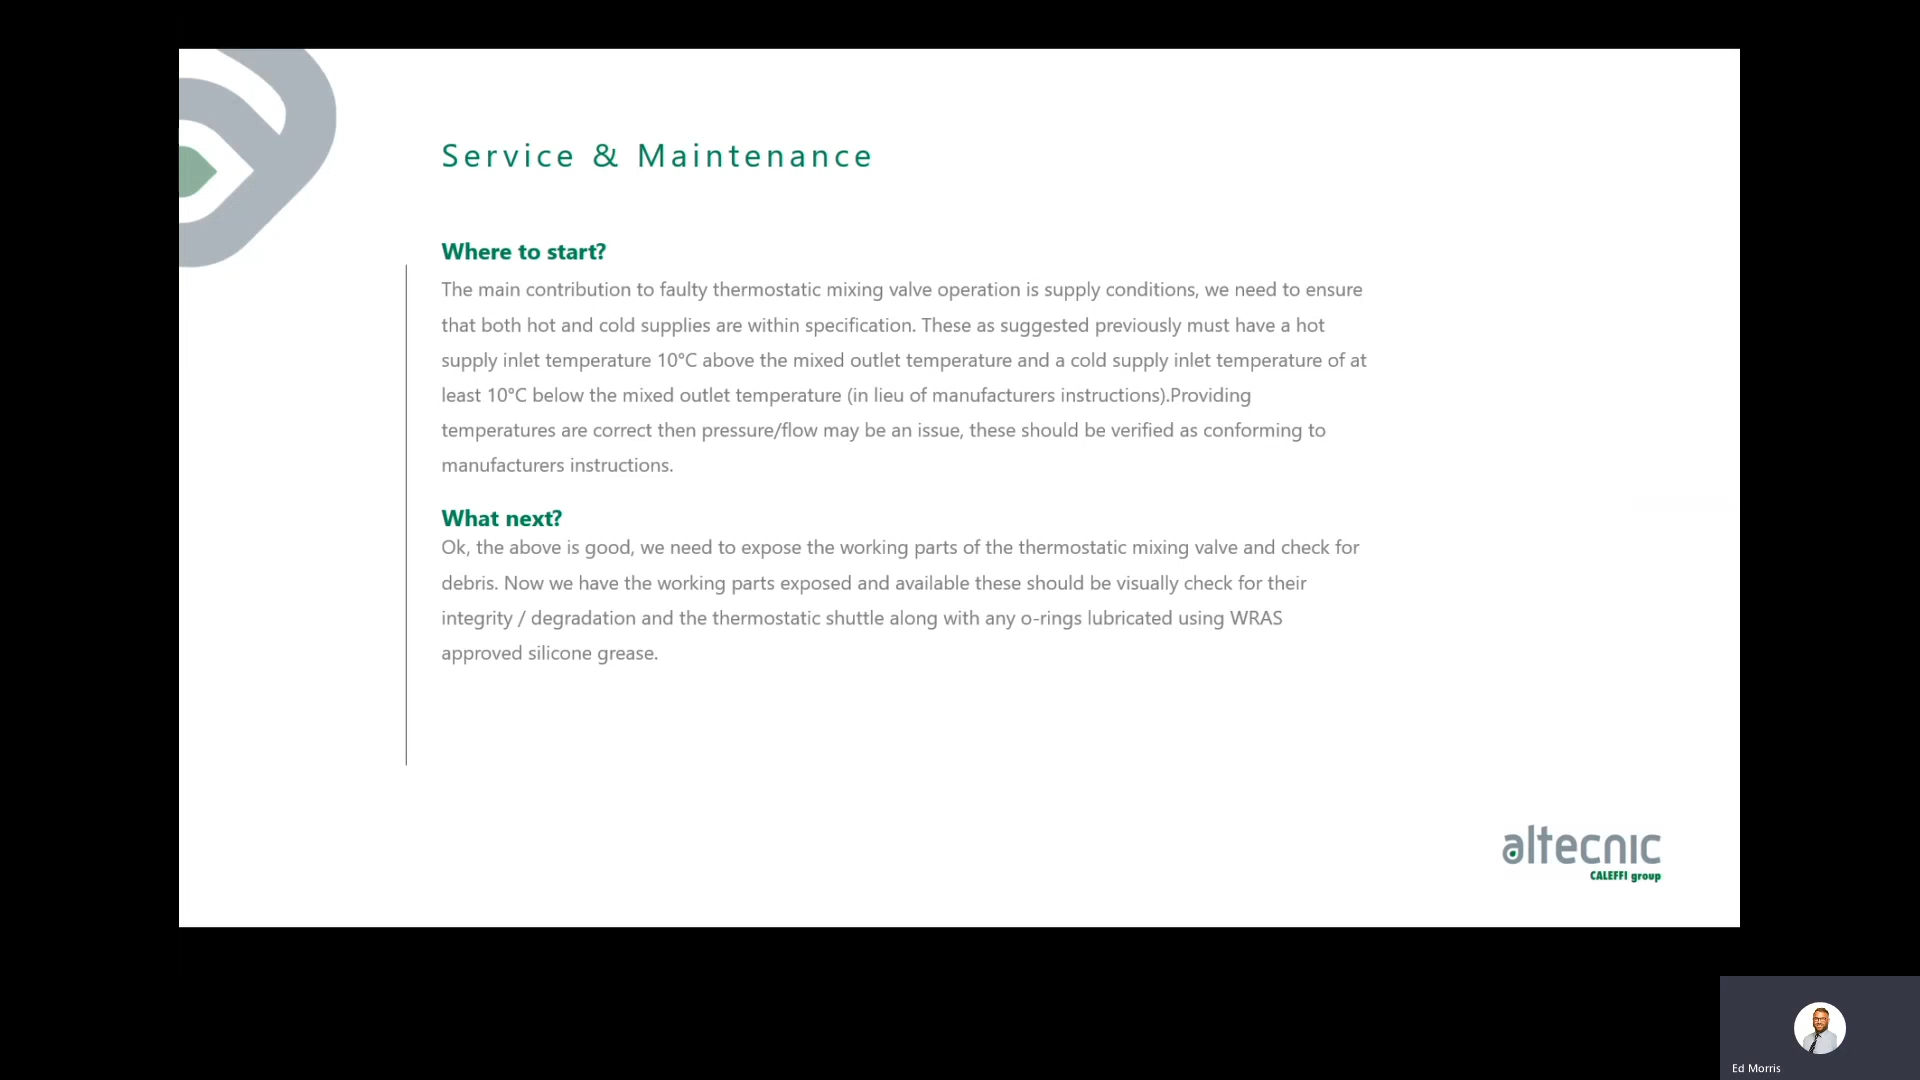 Service & Maintenance
Where to start?
The main contribution to faulty thermostatic mixing valve operation is supply conditions, we need to ensure
that both hot and cold supplies are within specification. These as suggested previously must have a hot
supply inlet temperature 10°C above the mixed outlet temperature and a cold supply inlet temperature of at
least 10°C below the mixed outlet temperature (in lieu of manufacturers instructions).Providing
temperatures are correct then pressure/flow may be an issue, these should be verified as conforming to
manufacturers instructions.
What next?
Ok, the above is good, we need to expose the working parts of the thermostatic mixing valve and check for
debris. Now we have the working parts exposed and available these should be visually check for their
integrity / degradation and the thermostatic shuttle along with any o-rings lubricated using WRAS
approved silicone grease.
altecnic
CALEFFI group
Ed Morris